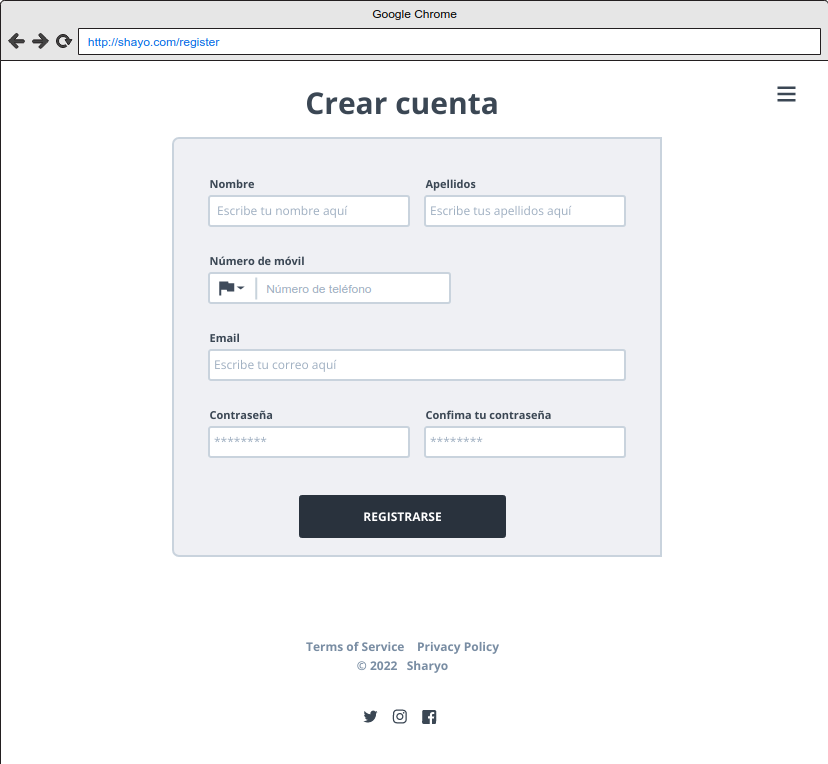 Google Chrome
http://shayo.com/register
Crear cuenta
Nombre Apellidos
Escribe tu nombre aquí Escribe tus apellidos aquí
Número de móvil
Número de teléfono
Email
Escribe tu correo aquí
Contraseña Confima tu contraseña
******** ********
REGISTRARSE
Terms of Service Privacy Policy
© 2022 Sharyo